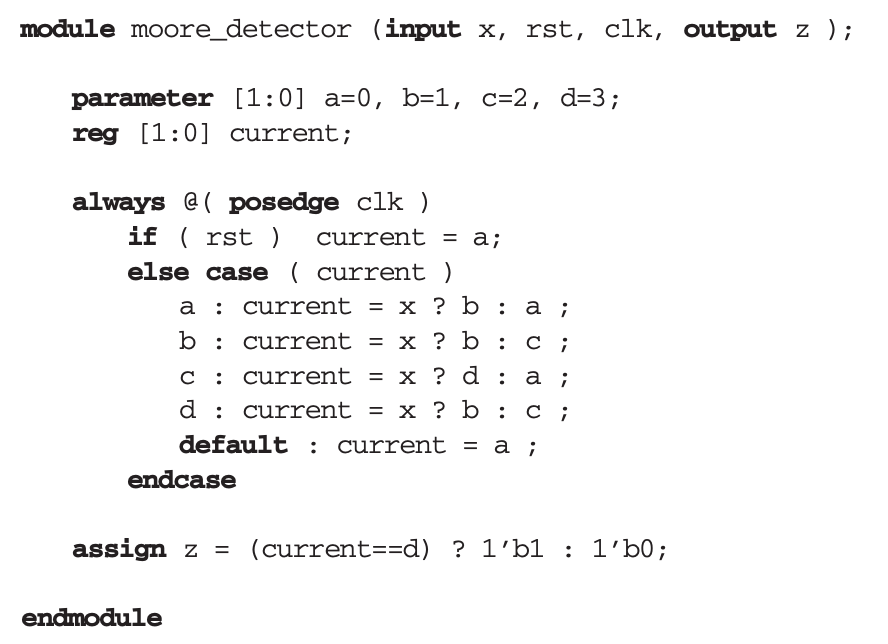 module moore_detector (input x, rst, clk, output z );
parameter [1:0] a=0, b=1, c=2, d=3;
reg [1:0] current;
always @( posedge clk )
if ( rst ) current = a;
else case ( current )
a : current = x ? b : a ;
b : current = x ? b : c ;
c : current = x ? d : a ;
d : current = x ? b : c ;
default : current = a ;
endcase
assign z = (current==d) ? 1’b1 : 1’b0;
endmodule